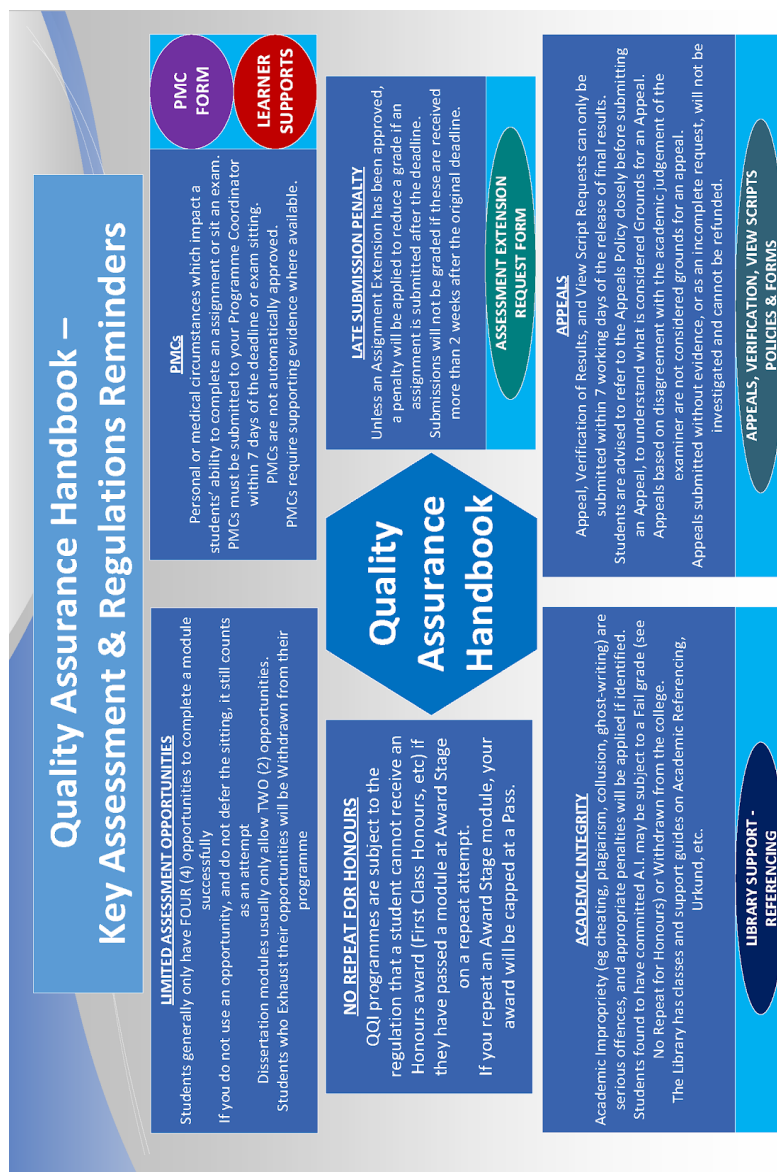 Quality Assurance Handbook –
Key Assessment & Regulations Reminders
LIMITED ASSESSMENT OPPORTUNITIES
Students generally only have FOUR (4) opportunities to complete a module
successfully
If you do not use an opportunity, and do not defer the sitting, it still counts
as an attempt
Dissertation modules usually only allow TWO (2) opportunities.
Students who Exhaust their opportunities will be Withdrawn from their
programme
PMCs
Personal or medical circumstances which impact a
students’ ability to complete an assignment or sit an exam.
PMCs must be submitted to your Programme Coordinator
within 7 days of the deadline or exam sitting.
PMCs are not automatically approved.
PMCs require supporting evidence where available.
PMC
FORM
LEARNER
SUPPORTS
NO REPEAT FOR HONOURS
QQI programmes are subject to the
regulation that a student cannot receive an
Honours award (First Class Honours, etc) if
they have passed a module at Award Stage
on a repeat attempt.
If you repeat an Award Stage module, your
award will be capped at a Pass.
Quality
Assurance
Handbook
LATE SUBMISSION PENALTY
Unless an Assignment Extension has been approved,
a penalty will be applied to reduce a grade if an
assignment is submitted after the deadline.
Submissions will not be graded if these are received
more than 2 weeks after the original deadline.
ASSESSMENT EXTENSION
REQUEST FORM
ACADEMIC INTEGRITY
Academic Impropriety (eg cheating, plagiarism, collusion, ghost-writing) are
serious offences, and appropriate penalties will be applied if identified.
Students found to have committed A.I. may be subject to a Fail grade (see
No Repeat for Honours) or Withdrawn from the college.
The Library has classes and support guides on Academic Referencing,
Urkund, etc.
LIBRARY SUPPORT -
REFERENCING
APPEALS
Appeal, Verification of Results, and View Script Requests can only be
submitted within 7 working days of the release of final results.
Students are advised to refer to the Appeals Policy closely before submitting
an Appeal, to understand what is considered Grounds for an Appeal.
Appeals based on disagreement with the academic judgement of the
examiner are not considered grounds for an appeal.
Appeals submitted without evidence, or as an incomplete request, will not be
investigated and cannot be refunded.
APPEALS, VERIFICATION, VIEW SCRIPTS
POLICIES & FORMS